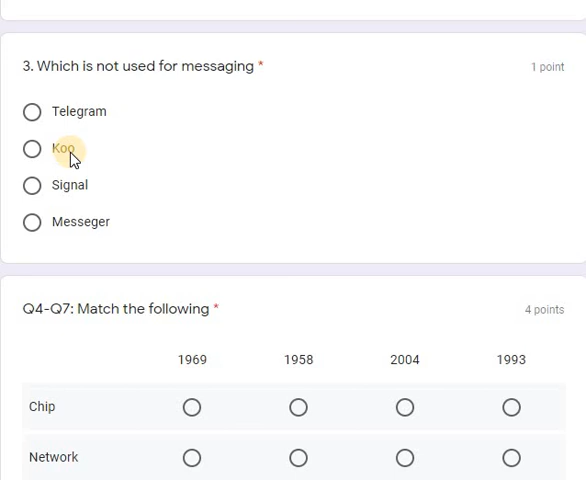 3. Which is not used for messaging * 1 point
Telegram
Koo
Signal
Messeger
Q4-Q7: Match the following * 4 points
1969 1958 2004 1993
Chip
Network